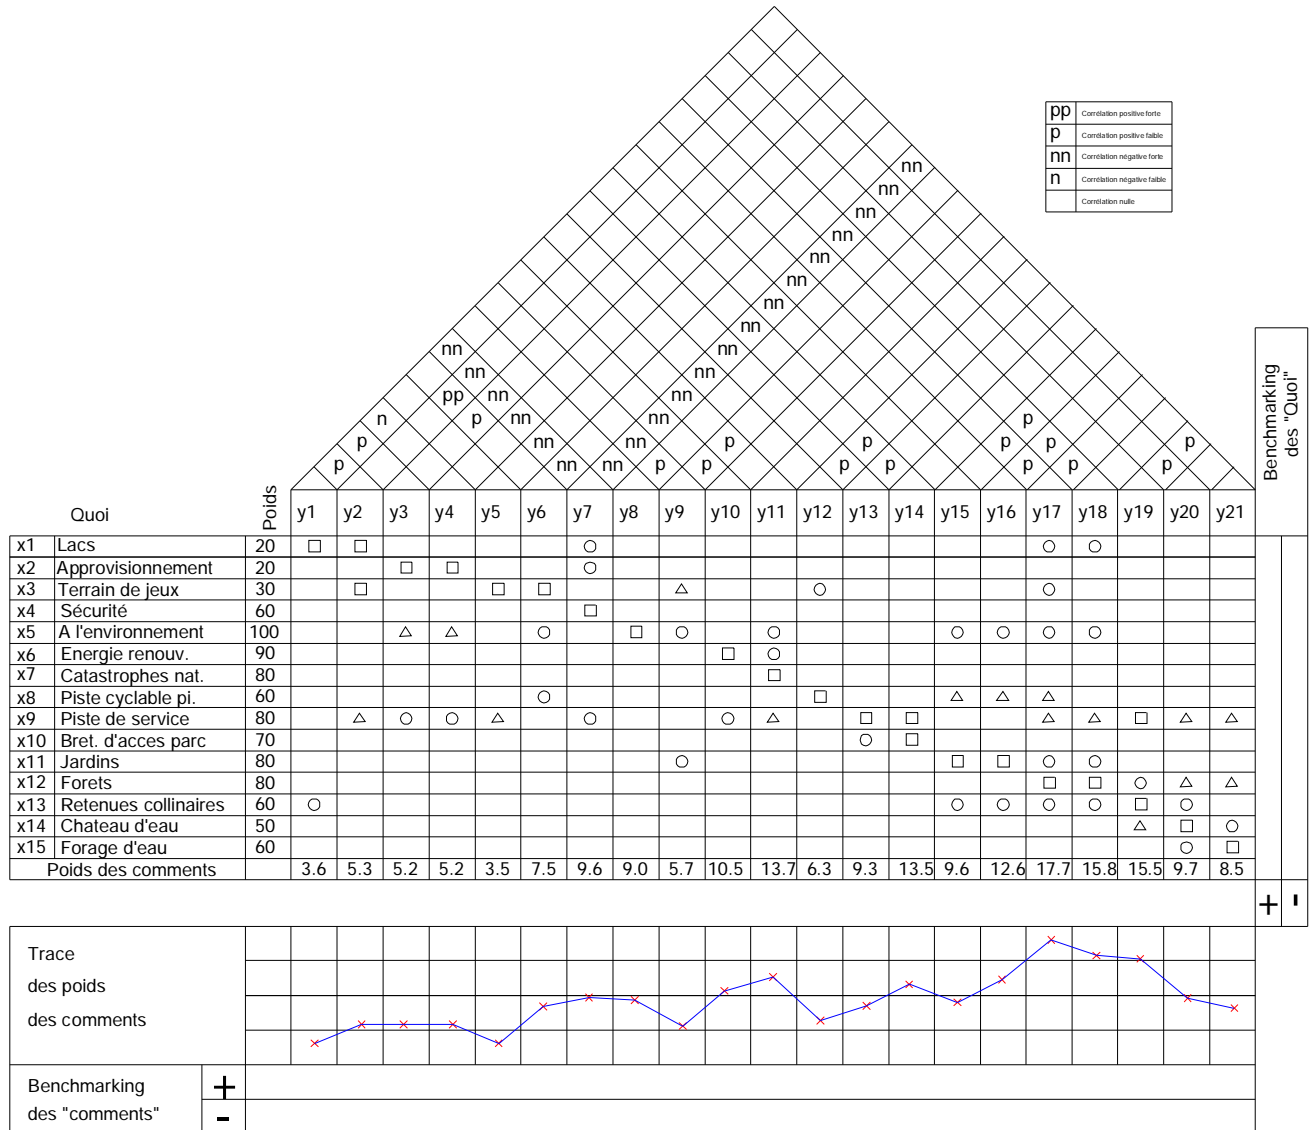 nn
nn
nn
nn
nn
nn
nn
nn
nn
nn nn
nn nn
pp nn nn
n p nn nn p
p nn nn p p p p
p nn nn p p p p p p p
pp Corrélation positive forte
p Corrélation positive faible
nn Corrélation négative forte
n Corrélation négative faible
Corrélation nulle
Benchmarking
des "Quoi"
Quoi Poids y1 y2 y3 y4 y5 y6 y7 y8 y9 y10 y11 y12 y13 y14 y15 y16 y17 y18 y19 y20 y21
x1 Lacs 20
x2 Approvisionnement 20
x3 Terrain de jeux 30
x4 Sécurité 60
x5 A l'environnement 100
x6 Energie renouv. 90
x7 Catastrophes nat. 80
x8 Piste cyclable pi. 60
x9 Piste de service 80
x10 Bret. d'acces parc 70
x11 Jardins 80
x12 Forets 80
x13 Retenues collinaires 60
x14 Chateau d'eau 50
x15 Forage d'eau 60
Poids des comments 3.6 5.3 5.2 5.2 3.5 7.5 9.6 9.0 5.7 10.5 13.7 6.3 9.3 13.5 9.6 12.6 17.7 15.8 15.5 9.7 8.5
+ -
Trace
des poids
des comments
Benchmarking +
des "comments" -